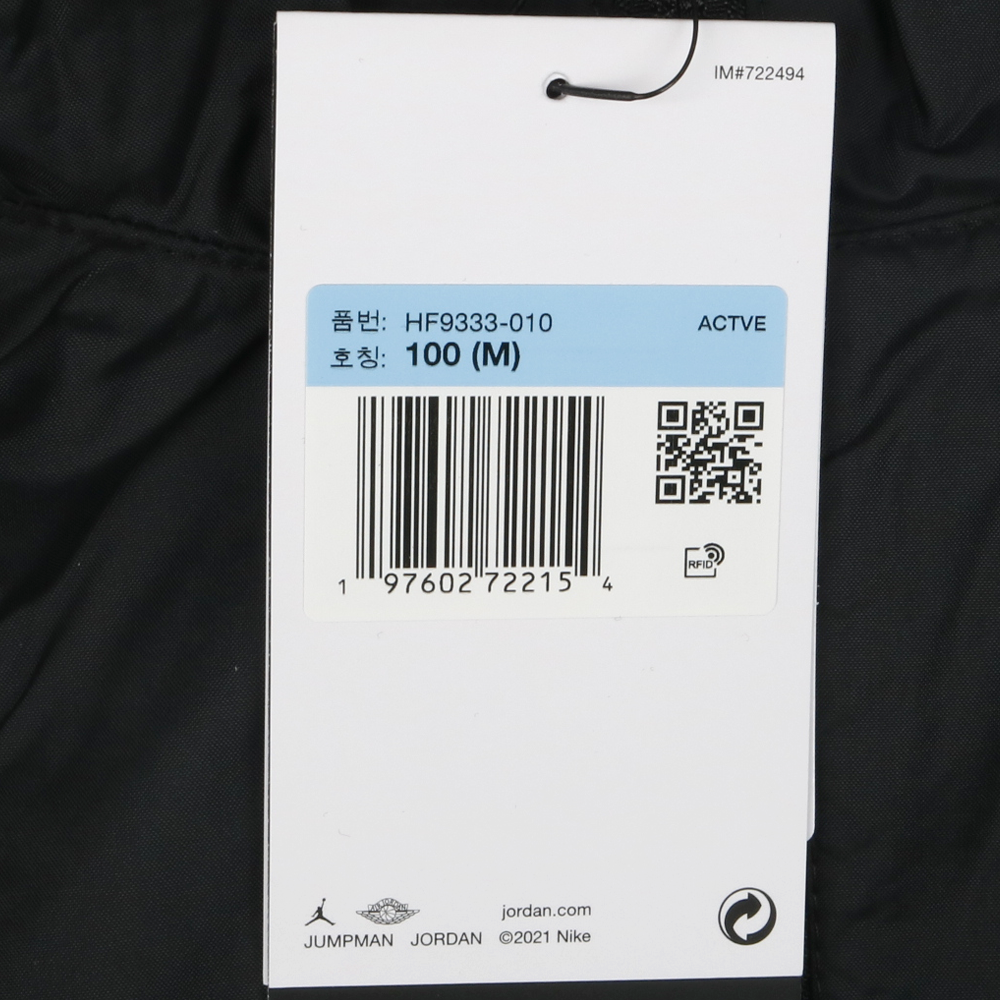 IM#722494
품번: HF9333-010 ACTVE
호칭: 100 (M)
1 97602 72215 4
RFID
jordan.com
JUMPMAN JORDAN ©2021 Nike